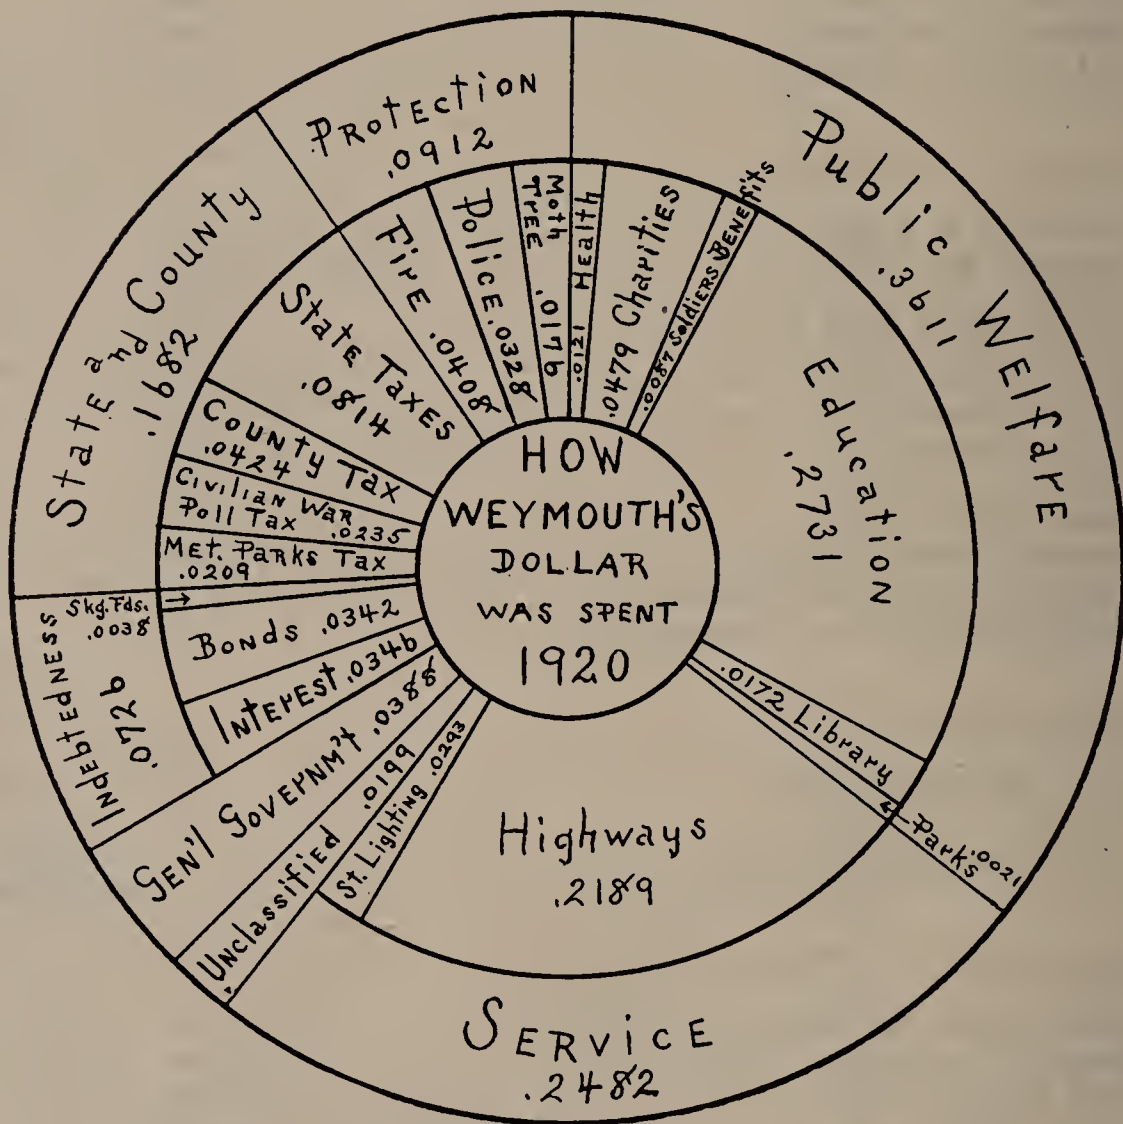 HOW
WEYMOUTH'S
DOLLAR
WAS SPENT
1920
Public Welfare
.3611
Health
.0121
.0479 Charities
.0087 Soldiers Benefits
Education
.2731
.0172 Library
Parks .0021
Service
.2482
Highways
.2189
St. Lighting .0293
Unclassified .0199
Gen'l Governm't .0388
Indebtedness
.0726
Interest .0346
Bonds .0342
Skg. Fds. →
.0038
State and County
.1682
Met. Parks Tax
.0209
Civilian War
Poll Tax .0235
County Tax
.0424
State Taxes
.0814
Protection
.0912
Fire .0408
Police .0328
Moth
Tree .0176